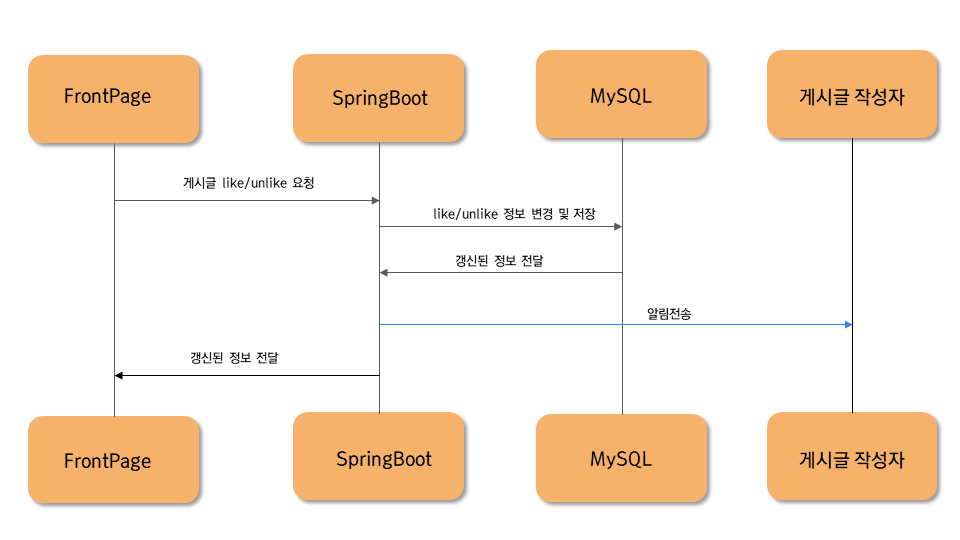 FrontPage
SpringBoot
MySQL
게시글 작성자
게시글 like/unlike 요청
like/unlike 정보 변경 및 저장
갱신된 정보 전달
알림전송
갱신된 정보 전달
FrontPage
SpringBoot
MySQL
게시글 작성자